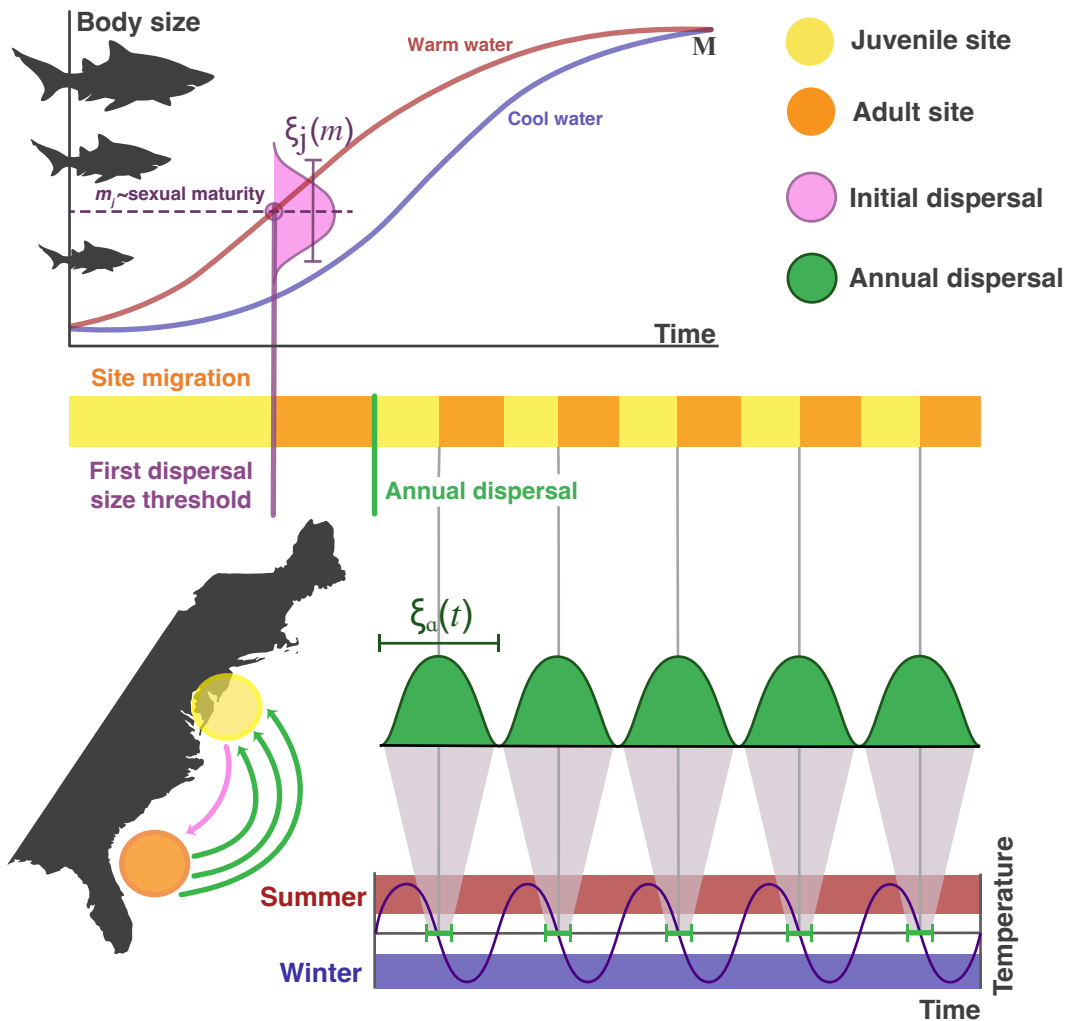 Body size
Warm water
M
Cool water
ξj(m)
mj~sexual maturity
Time
Juvenile site
Adult site
Initial dispersal
Annual dispersal
Site migration
First dispersal
size threshold
Annual dispersal
ξa(t)
Summer
Winter
Temperature
Time